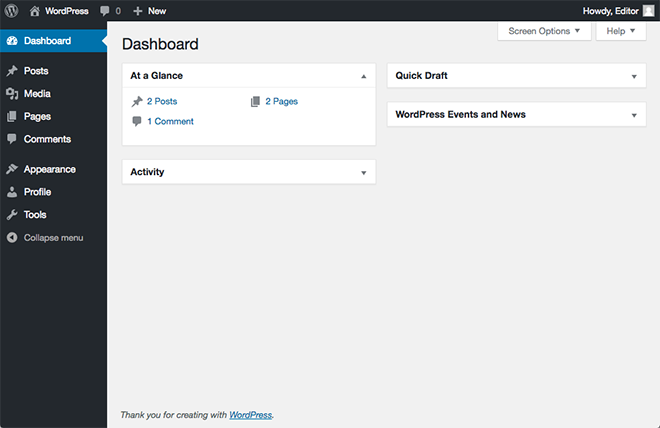 WordPress 0 New Howdy, Editor
Dashboard
Posts
Media
Pages
Comments
Appearance
Profile
Tools
Collapse menu
Screen Options Help
Dashboard
At a Glance
2 Posts 2 Pages
1 Comment
Activity
Quick Draft
WordPress Events and News
Thank you for creating with WordPress.